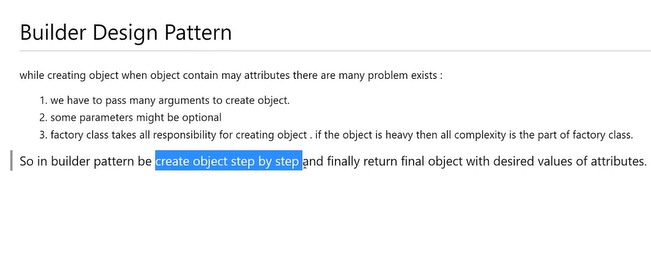 Builder Design Pattern
while creating object when object contain may attributes there are many problem exists :
1. we have to pass many arguments to create object.
2. some parameters might be optional
3. factory class takes all responsibility for creating object . if the object is heavy then all complexity is the part of factory class.
So in builder pattern be create object step by step and finally return final object with desired values of attributes.